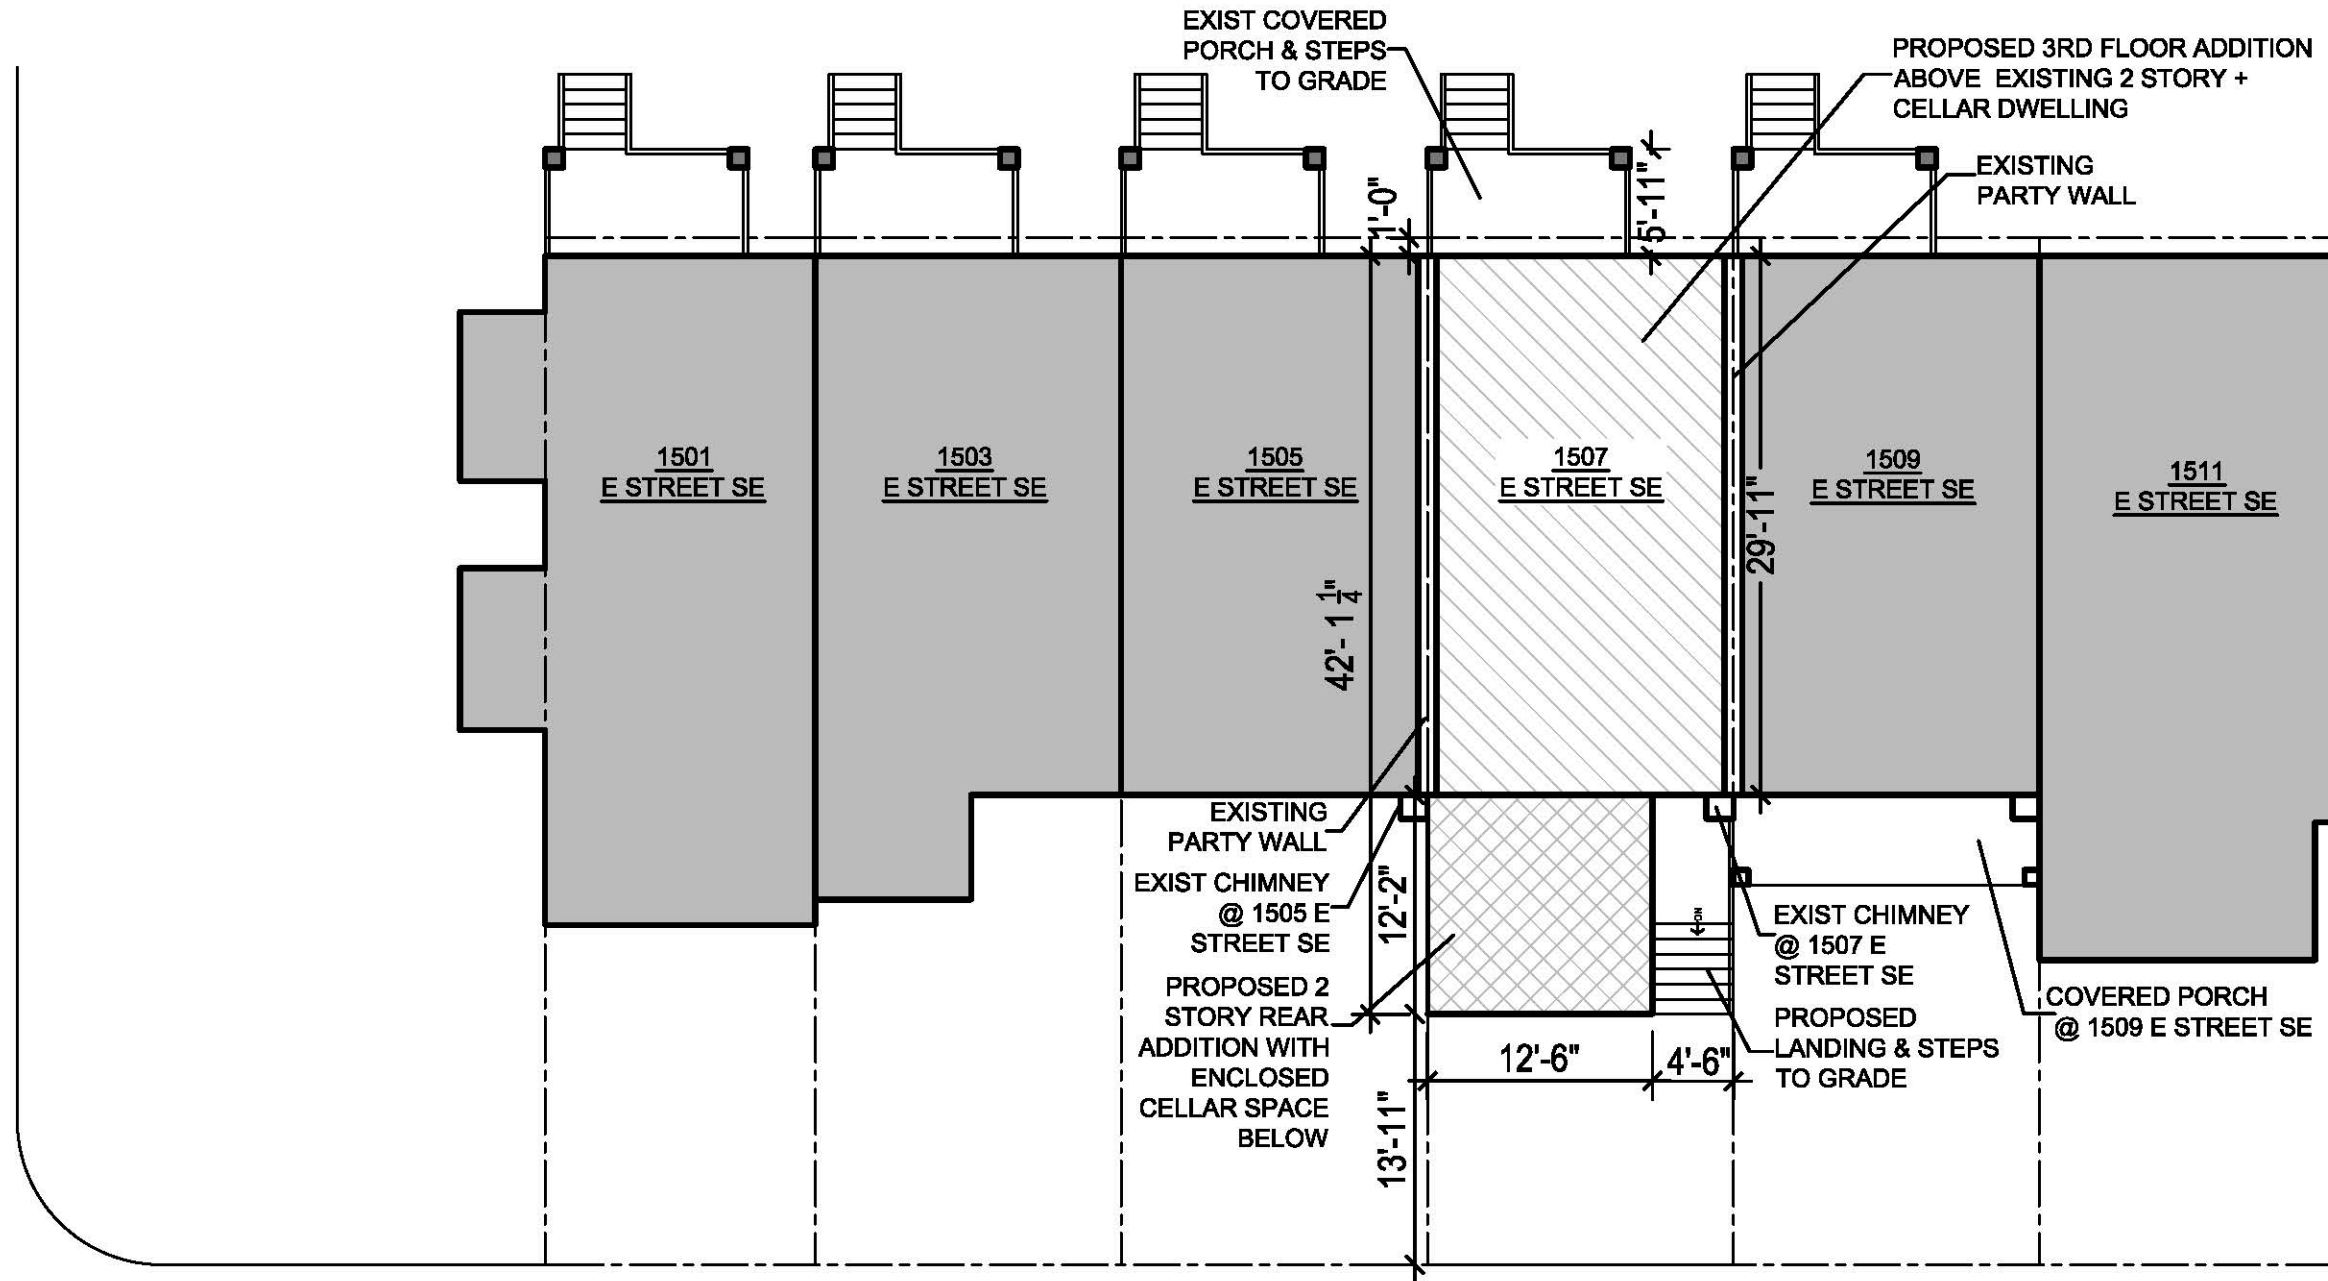 EXIST COVERED
PORCH & STEPS
TO GRADE
PROPOSED 3RD FLOOR ADDITION
ABOVE EXISTING 2 STORY +
CELLAR DWELLING
EXISTING
PARTY WALL
1'-0"
5'-11"
1501
E STREET SE
1503
E STREET SE
1505
E STREET SE
1507
E STREET SE
1509
E STREET SE
1511
E STREET SE
29'-11"
42'- 1 1/4"
EXISTING
PARTY WALL
EXIST CHIMNEY
@ 1505 E
STREET SE
12'-2"
PROPOSED 2
STORY REAR
ADDITION WITH
ENCLOSED
CELLAR SPACE
BELOW
DN
EXIST CHIMNEY
@ 1507 E
STREET SE
COVERED PORCH
@ 1509 E STREET SE
PROPOSED
LANDING & STEPS
TO GRADE
12'-6"
4'-6"
13'-11"